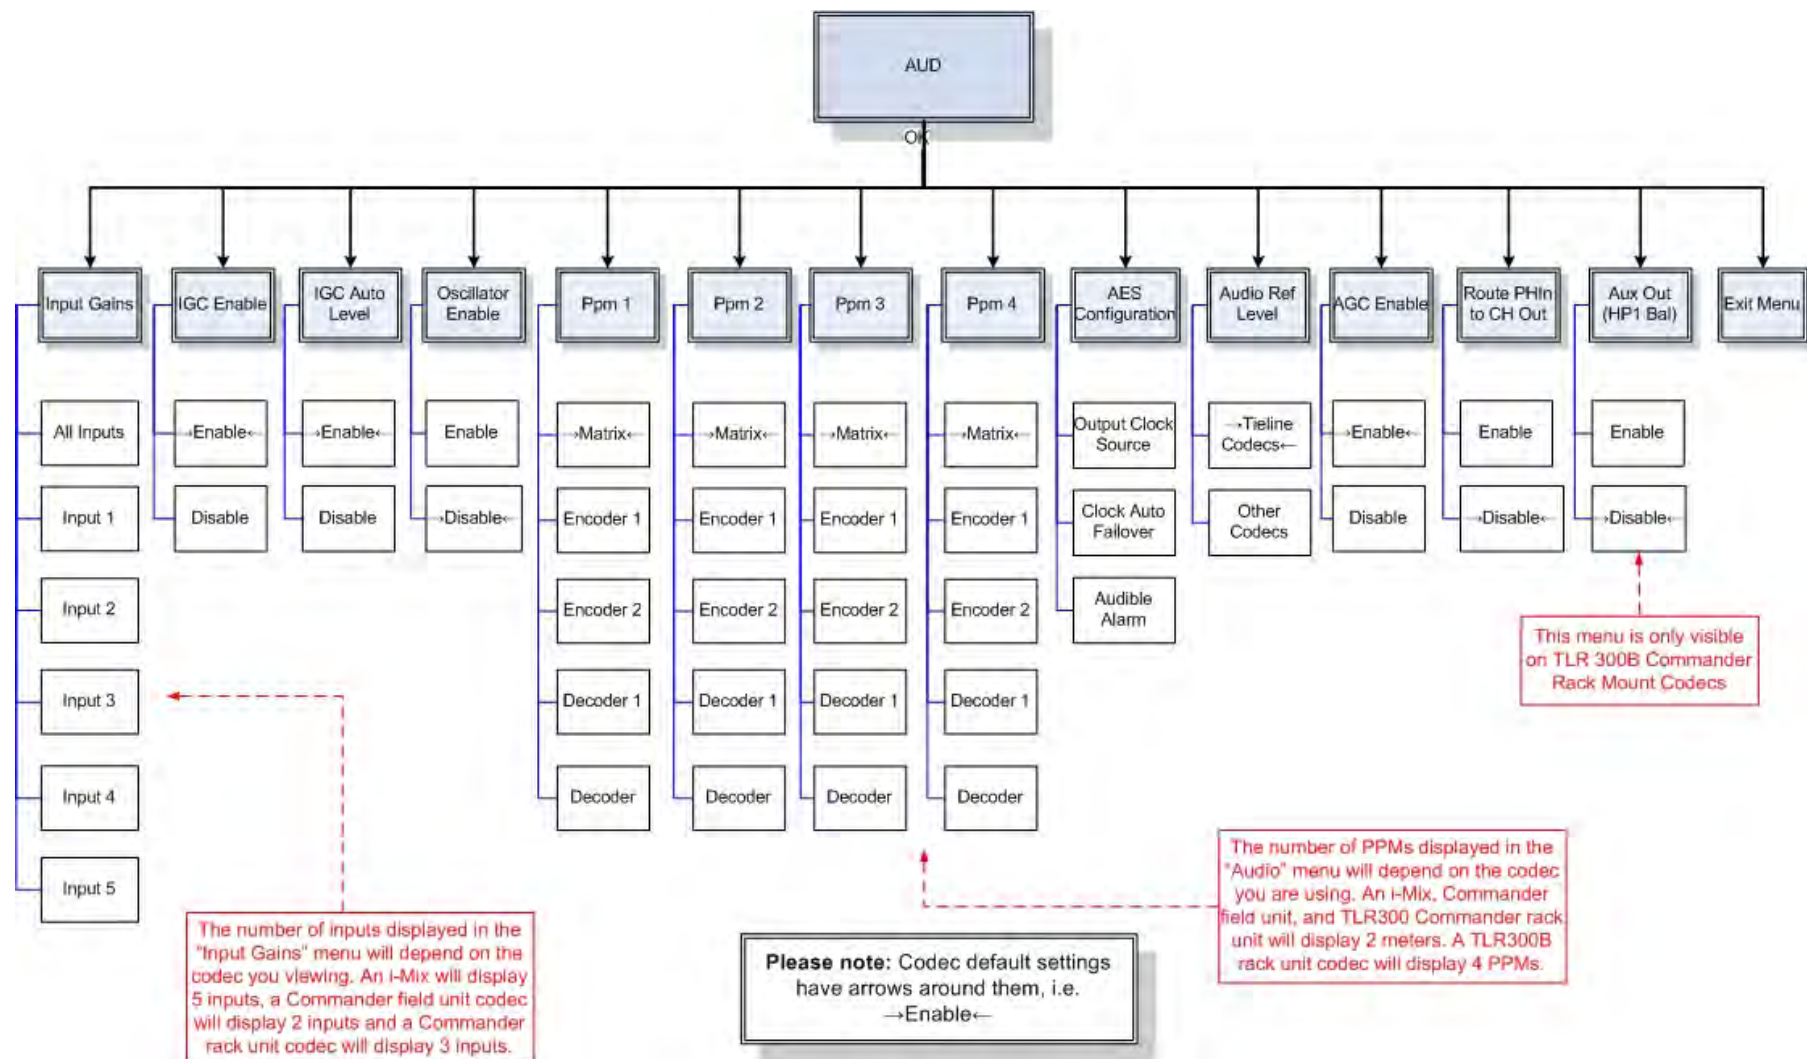 AUD
OK
Input Gains
IGC Enable
IGC Auto
Level
Oscillator
Enable
Ppm 1
Ppm 2
Ppm 3
Ppm 4
AES
Configuration
Audio Ref
Level
AGC Enable
Route PHIn
to CH Out
Aux Out
(HP1 Bal)
Exit Menu
All Inputs
→Enable←
→Enable←
Enable
→Matrix←
→Matrix←
→Matrix←
→Matrix←
Output Clock
Source
→Tieline
Codecs←
→Enable←
Enable
Enable
Input 1
Disable
Disable
→Disable←
Encoder 1
Encoder 1
Encoder 1
Encoder 1
Clock Auto
Failover
Other
Codecs
Disable
→Disable←
→Disable←
Input 2
Encoder 2
Encoder 2
Encoder 2
Encoder 2
Audible
Alarm
This menu is only visible
on TLR 300B Commander
Rack Mount Codecs
Input 3
Decoder 1
Decoder 1
Decoder 1
Decoder 1
Input 4
Decoder
Decoder
Decoder
Decoder
Input 5
The number of PPMs displayed in the
"Audio" menu will depend on the codec
you are using. An i-Mix, Commander
field unit, and TLR300 Commander rack
unit will display 2 meters. A TLR300B
rack unit codec will display 4 PPMs.
The number of inputs displayed in the
"Input Gains" menu will depend on the
codec you viewing. An i-Mix will display
5 inputs, a Commander field unit codec
will display 2 inputs and a Commander
rack unit codec will display 3 inputs.
Please note: Codec default settings
have arrows around them, i.e.
→Enable←